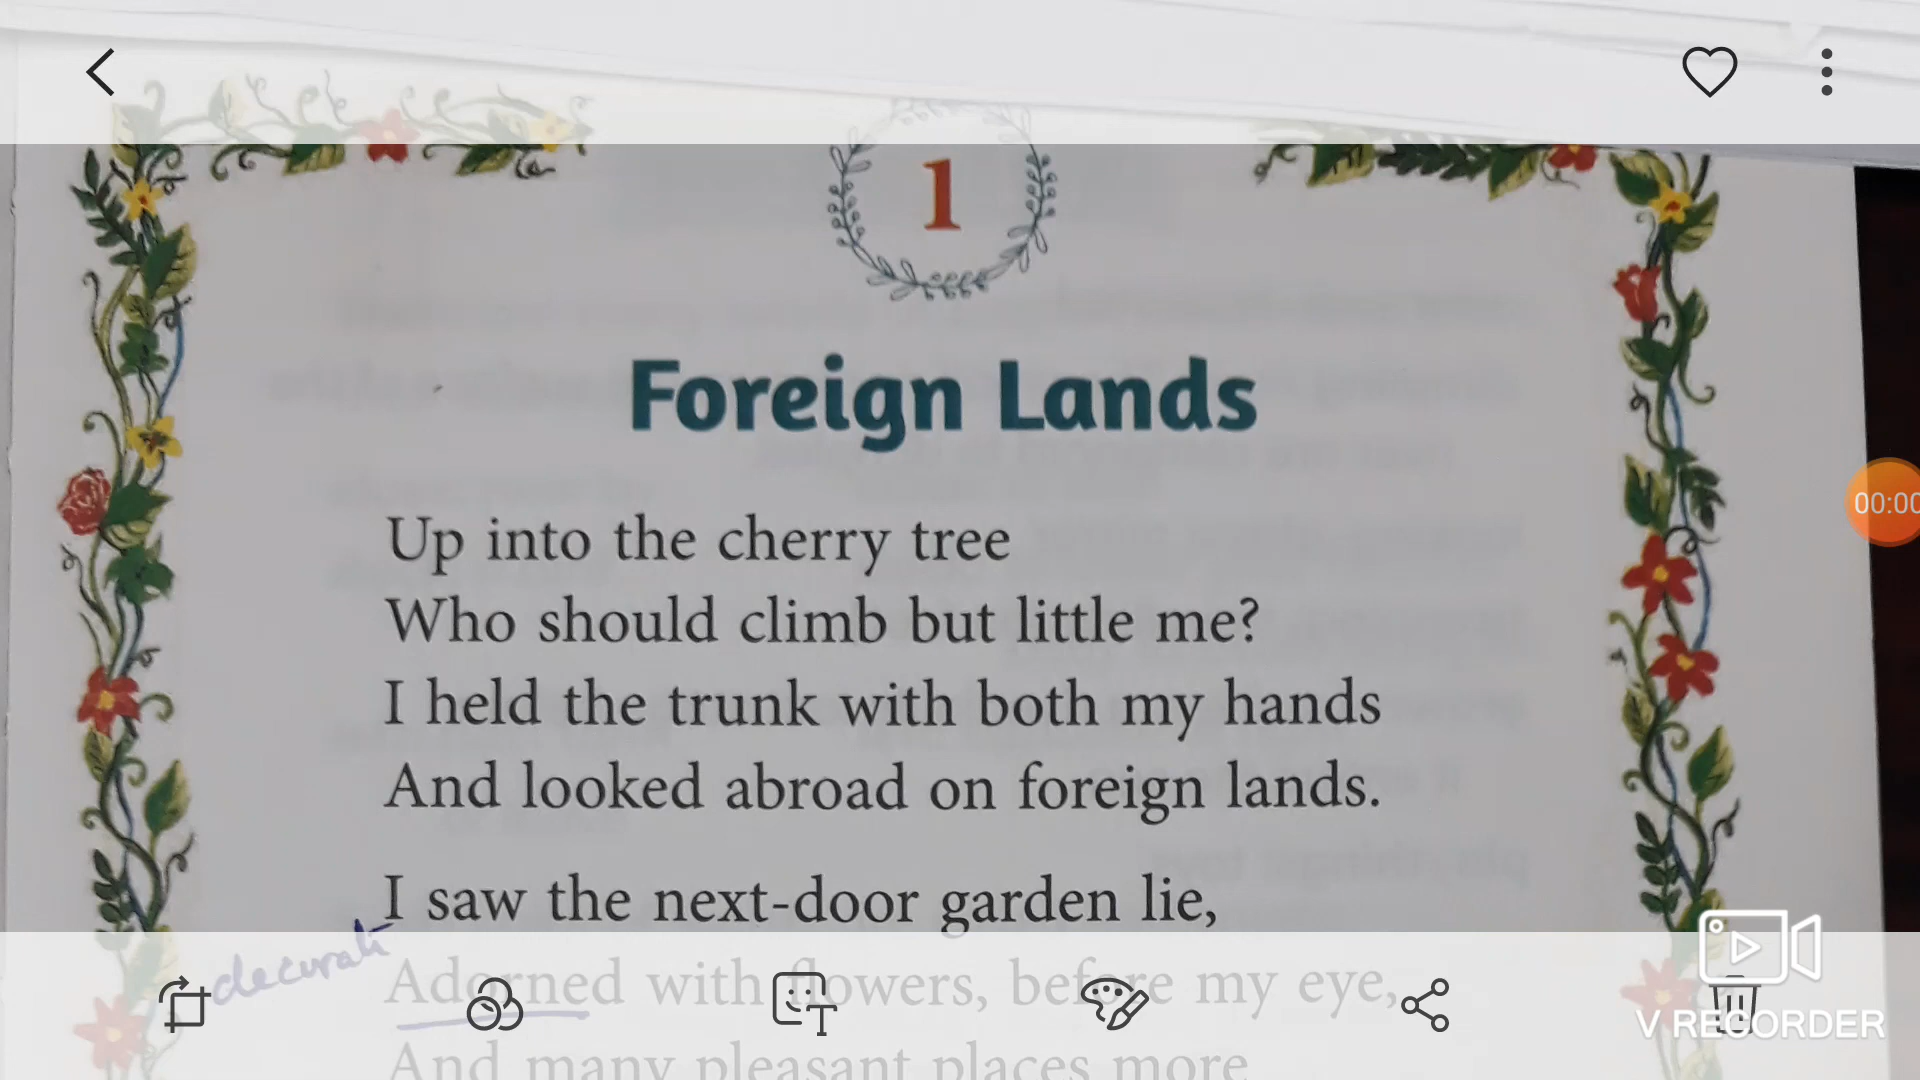 1
Foreign Lands
Up into the cherry tree
Who should climb but little me?
I held the trunk with both my hands
And looked abroad on foreign lands.
I saw the next-door garden lie,
Adorned with flowers, before my eye,
And many pleasant places more
00:00
V RECORDER